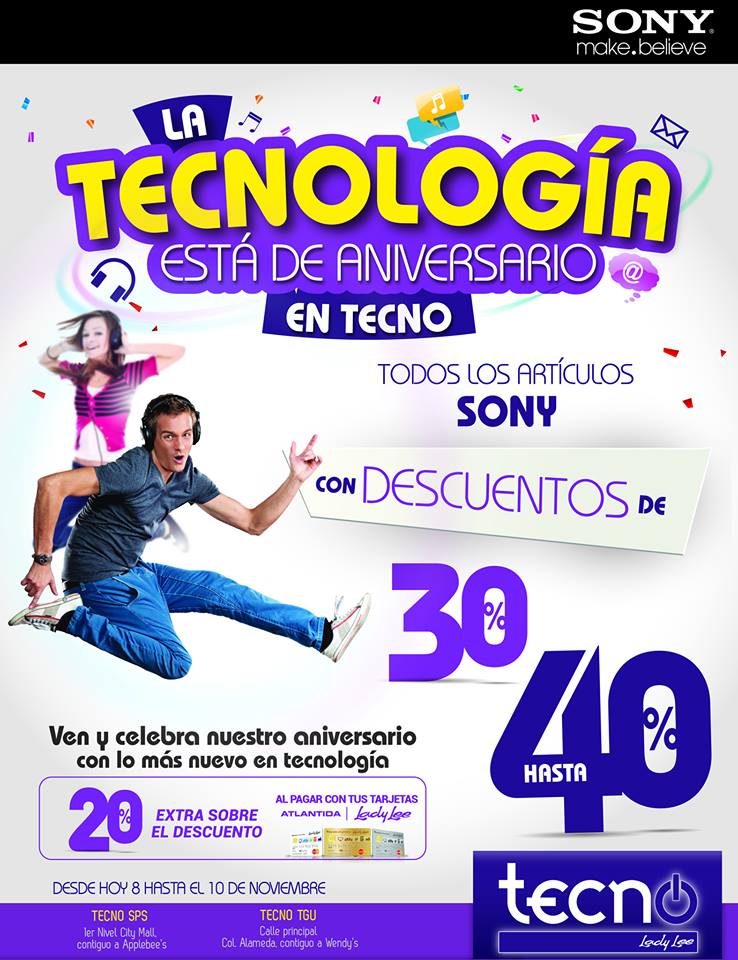 SONY
make.believe
LA
TECNOLOGÍA
ESTÁ DE ANIVERSARIO
EN TECNO
@
TODOS LOS ARTÍCULOS
SONY
CON DESCUENTOS DE
30%
HASTA 40%
Ven y celebra nuestro aniversario
con lo más nuevo en tecnología
20% EXTRA SOBRE
EL DESCUENTO
AL PAGAR CON TUS TARJETAS
ATLANTIDA | Lady Lee
DESDE HOY 8 HASTA EL 10 DE NOVIEMBRE
TECNO SPS
1er Nivel City Mall,
contiguo a Applebee's
TECNO TGU
Calle principal
Col. Alameda, contiguo a Wendy's
tecno
Lady Lee